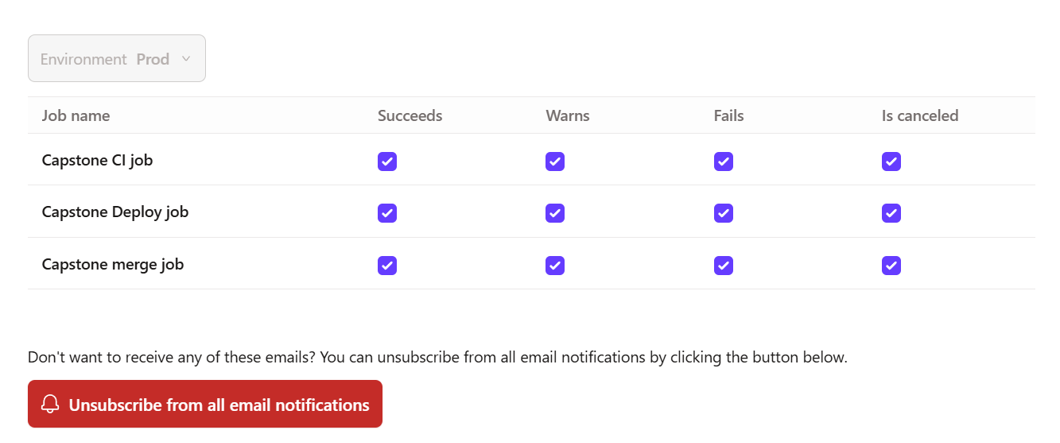 Environment Prod
Job name Succeeds Warns Fails Is canceled
Capstone CI job
Capstone Deploy job
Capstone merge job
Don't want to receive any of these emails? You can unsubscribe from all email notifications by clicking the button below.
Unsubscribe from all email notifications